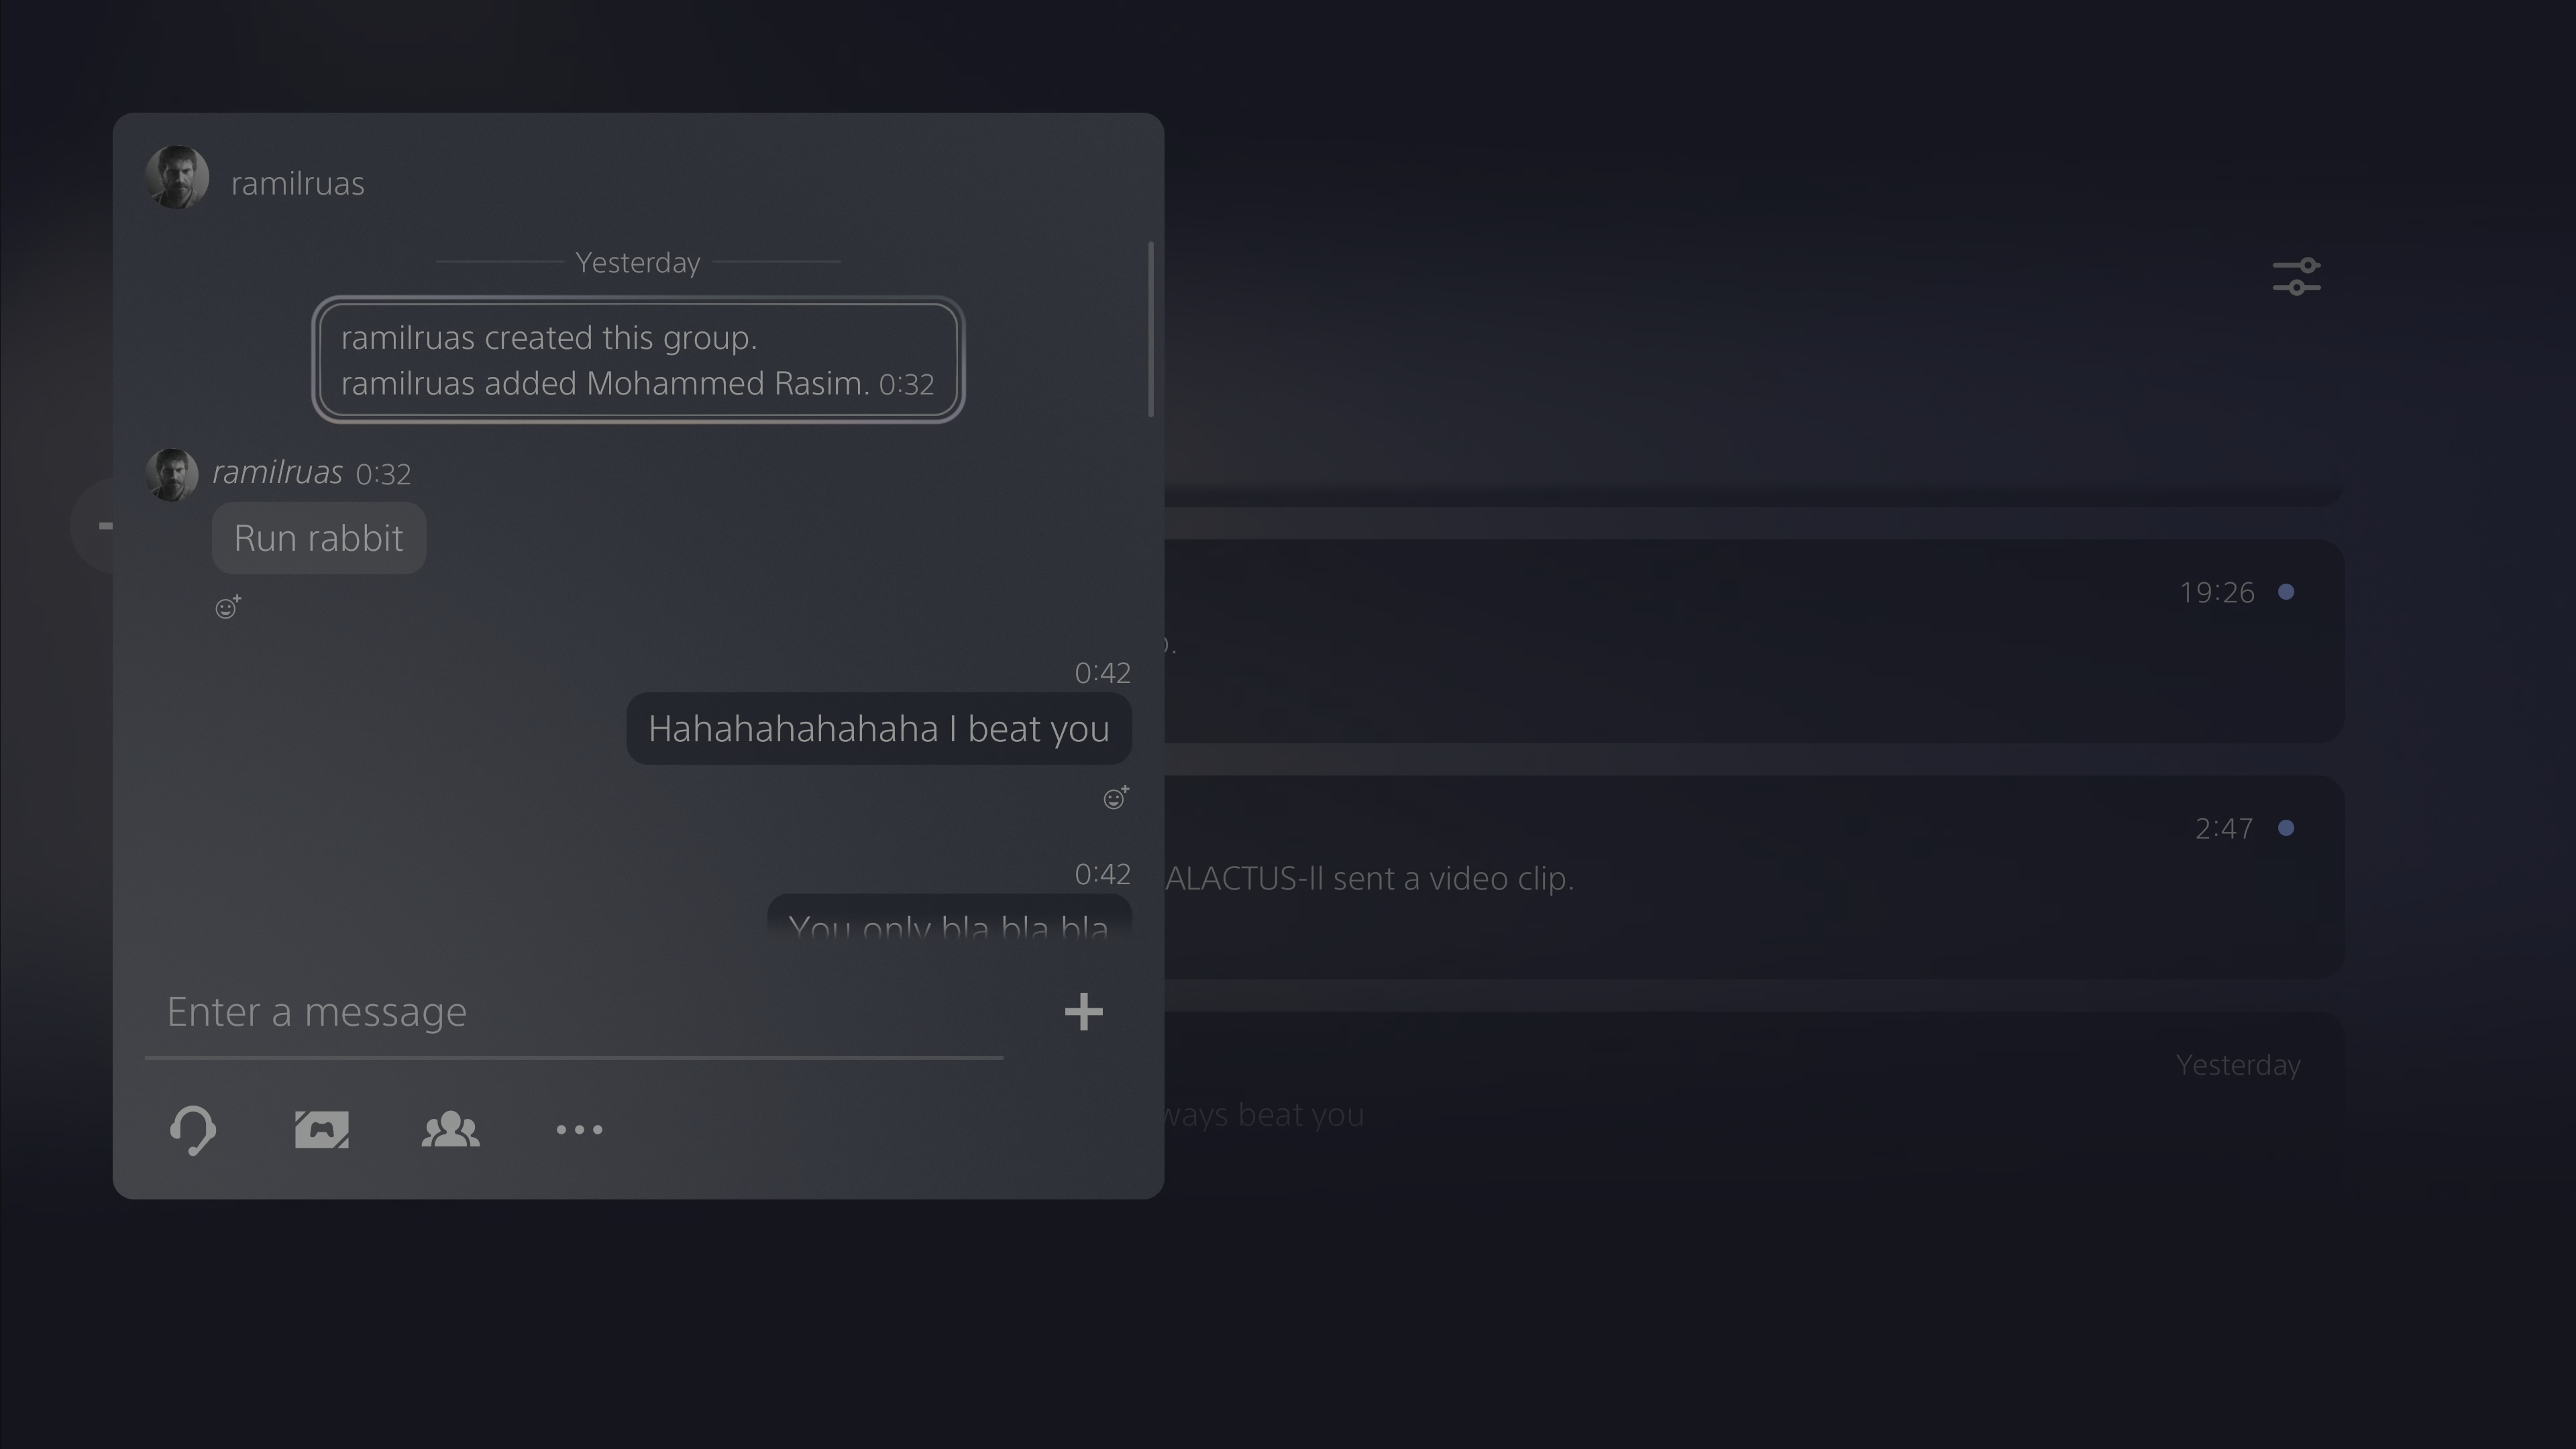 ramilruas
Yesterday
ramilruas created this group.
ramilruas added Mohammed Rasim. 0:32
ramilruas 0:32
Run rabbit
0:42
Hahahahahahaha I beat you
0:42
You only bla bla bla
Enter a message
19:26
2:47
ALACTUS-II sent a video clip.
Yesterday
beat you